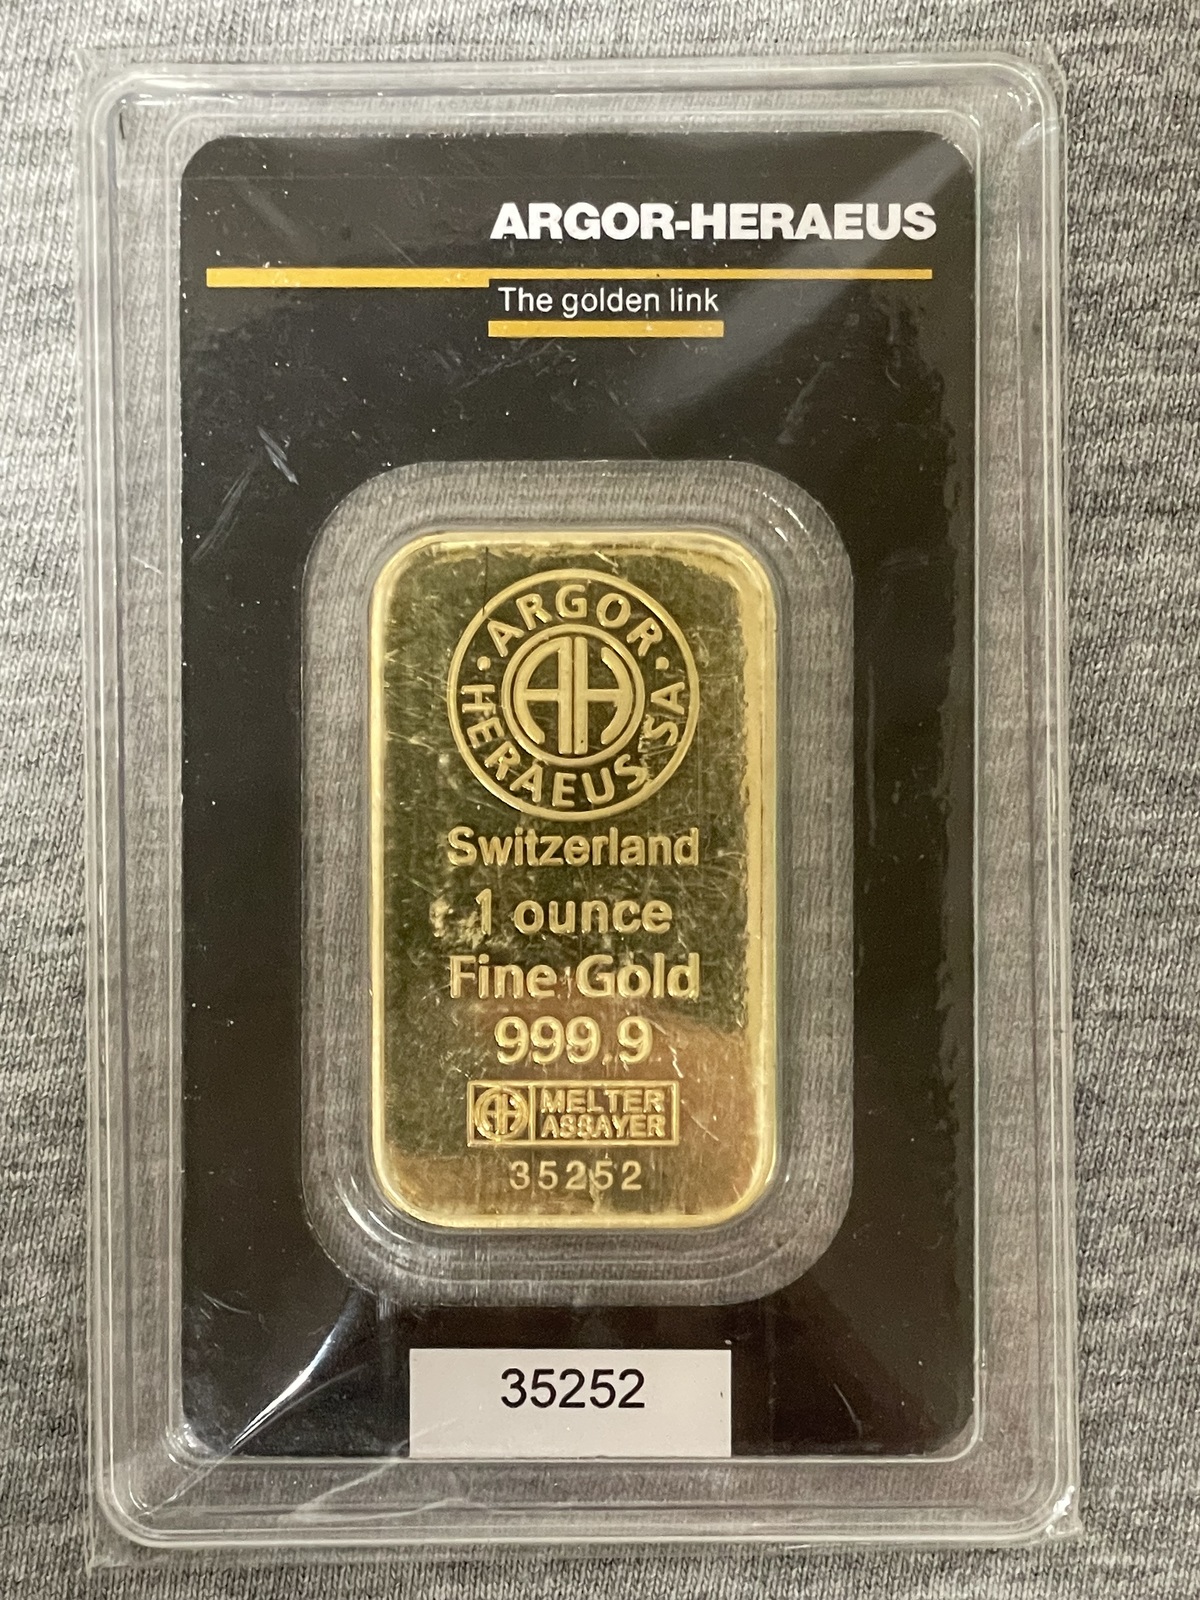 ARGOR-HERAEUS
The golden link
ARGOR
HERAEUS SA
AH
Switzerland
1 ounce
Fine Gold
999.9
AH MELTER
ASSAYER
35252
35252